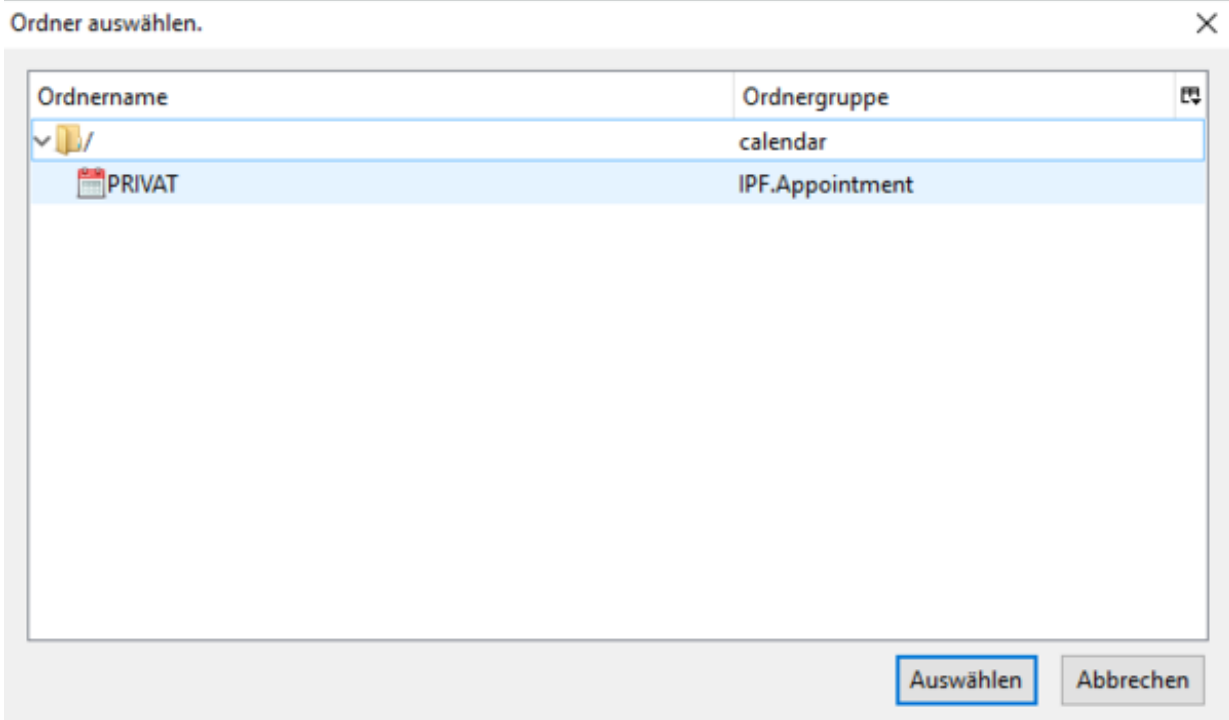 Ordner auswählen.
Ordnername Ordnergruppe
/ calendar
PRIVAT IPF.Appointment
Auswählen Abbrechen